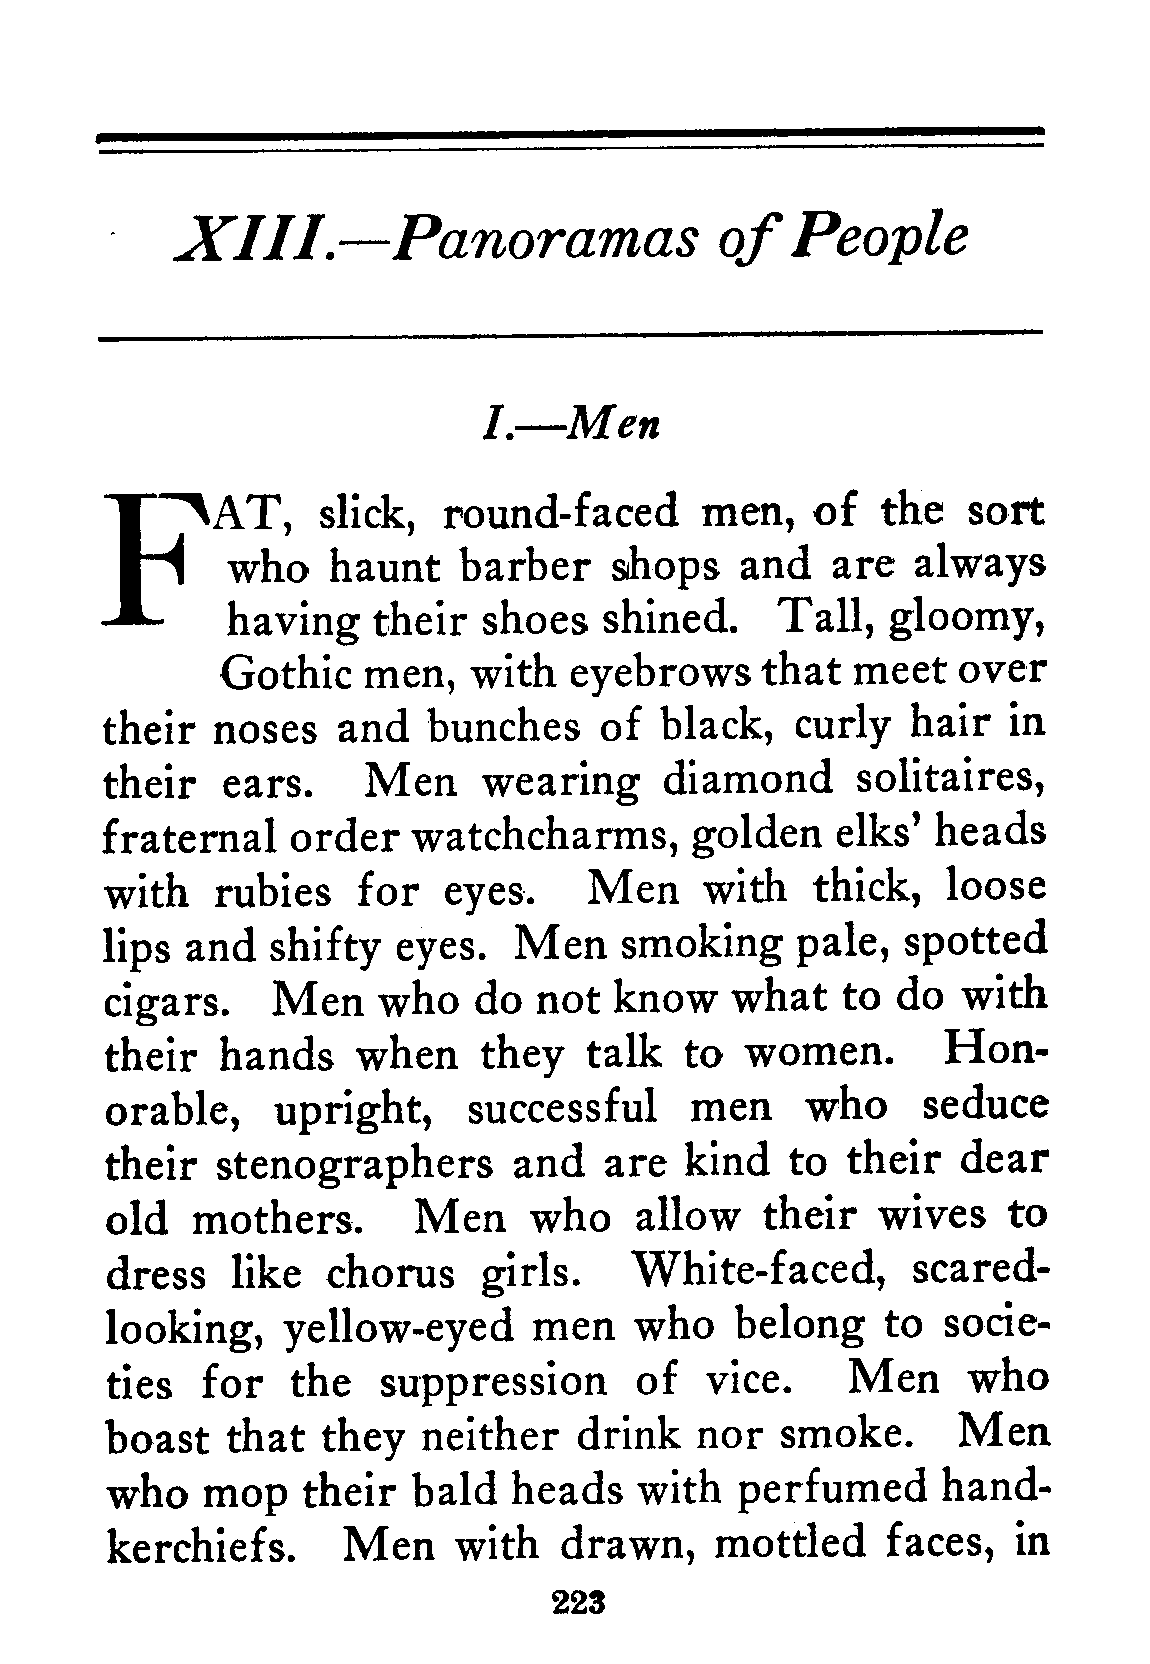 XIII.—Panoramas of People
I.—Men
FAT, slick, round-faced men, of the sort
who haunt barber shops and are always
having their shoes shined. Tall, gloomy,
Gothic men, with eyebrows that meet over
their noses and bunches of black, curly hair in
their ears. Men wearing diamond solitaires,
fraternal order watchcharms, golden elks' heads
with rubies for eyes. Men with thick, loose
lips and shifty eyes. Men smoking pale, spotted
cigars. Men who do not know what to do with
their hands when they talk to women. Hon-
orable, upright, successful men who seduce
their stenographers and are kind to their dear
old mothers. Men who allow their wives to
dress like chorus girls. White-faced, scared-
looking, yellow-eyed men who belong to socie-
ties for the suppression of vice. Men who
boast that they neither drink nor smoke. Men
who mop their bald heads with perfumed hand-
kerchiefs. Men with drawn, mottled faces, in
223